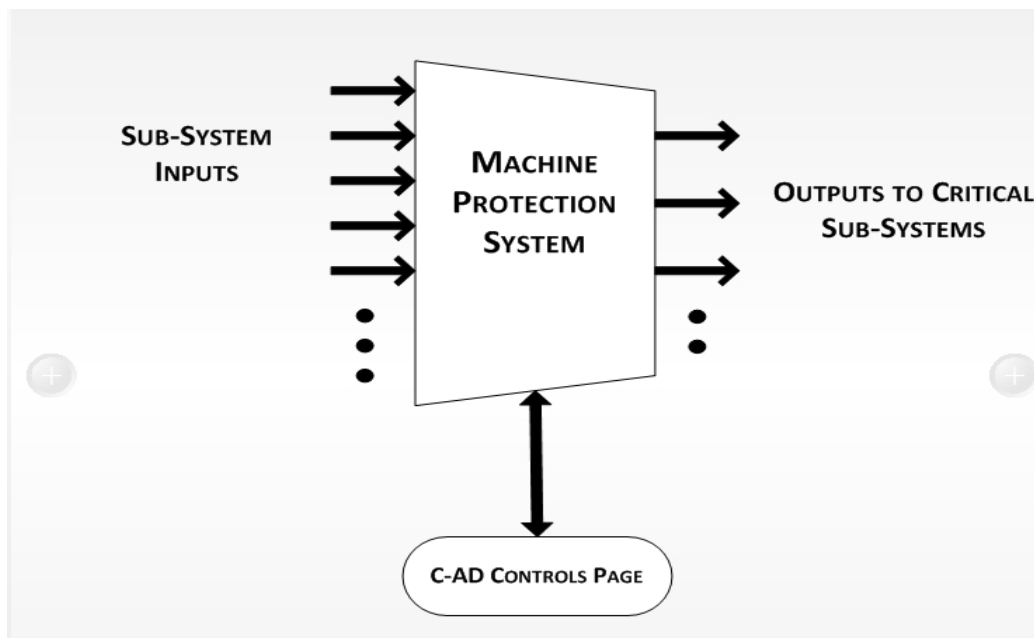 Sub-System
Inputs
Machine
Protection
System
Outputs to Critical
Sub-Systems
C-AD Controls Page